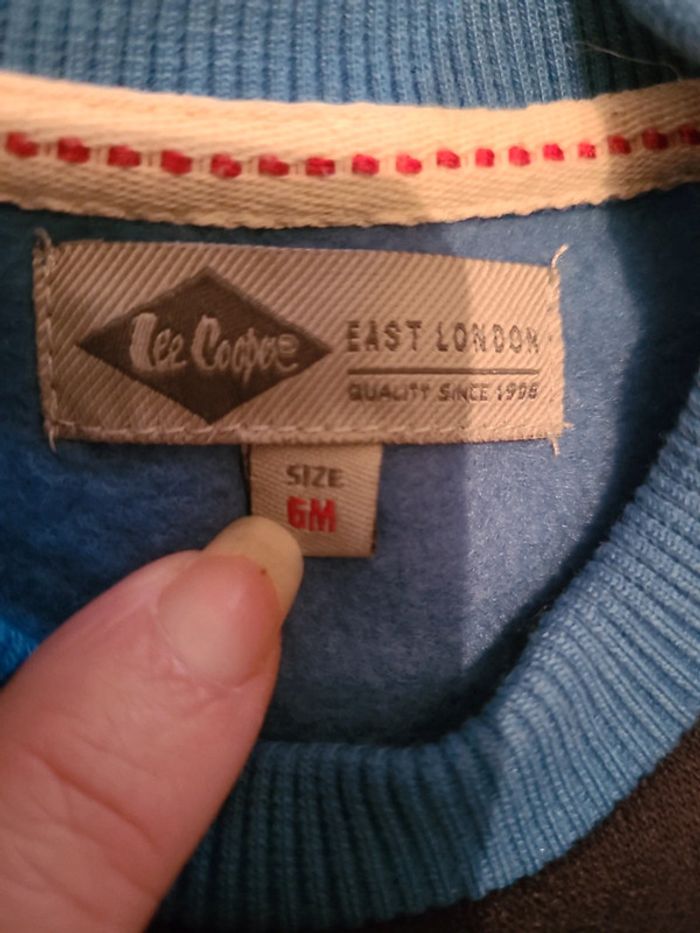 Lee Cooper
EAST LONDON
QUALITY SINCE 1908
SIZE
6M